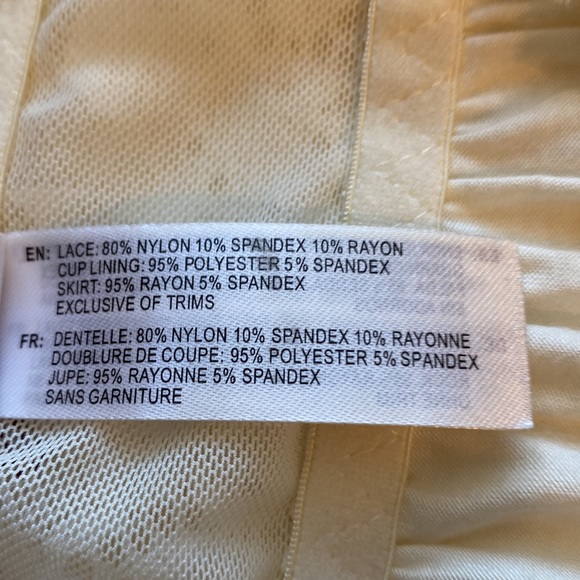 EN: LACE: 80% NYLON 10% SPANDEX 10% RAYON
CUP LINING: 95% POLYESTER 5% SPANDEX
SKIRT: 95% RAYON 5% SPANDEX
EXCLUSIVE OF TRIMS
FR: DENTELLE: 80% NYLON 10% SPANDEX 10% RAYONNE
DOUBLURE DE COUPE: 95% POLYESTER 5% SPANDEX
JUPE: 95% RAYONNE 5% SPANDEX
SANS GARNITURE